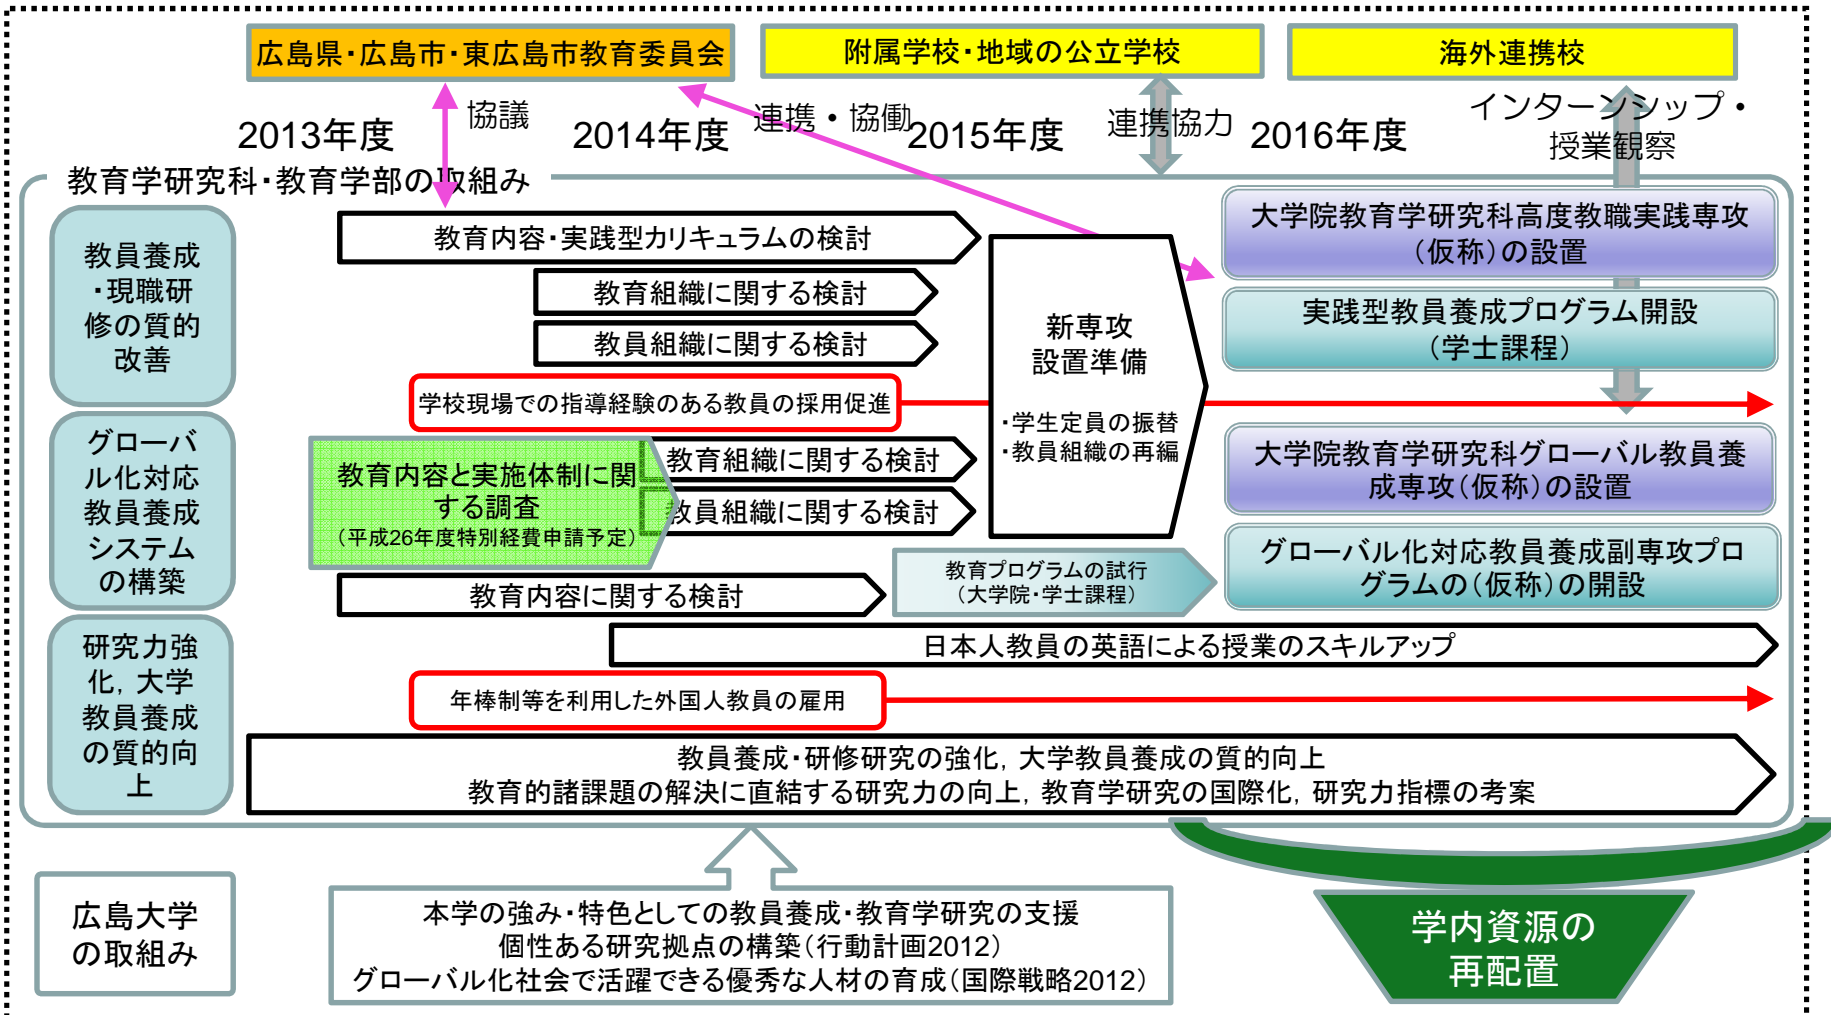 広島県・広島市・東広島市教育委員会
附属学校・地域の公立学校
海外連携校
協議
連携・協働
連携協力
インターンシップ・
授業観察
2013年度
2014年度
2015年度
2016年度
教育学研究科・教育学部の取組み
教員養成
・現職研
修の質的
改善
教育内容・実践型カリキュラムの検討
教育組織に関する検討
教員組織に関する検討
学校現場での指導経験のある教員の採用促進
新専攻
設置準備
・学生定員の振替
・教員組織の再編
大学院教育学研究科高度教職実践専攻
(仮称)の設置
実践型教員養成プログラム開設
(学士課程)
グローバ
ル化対応
教員養成
システム
の構築
教育内容と実施体制に関
する調査
(平成26年度特別経費申請予定)
教育組織に関する検討
教員組織に関する検討
教育内容に関する検討
教育プログラムの試行
(大学院・学士課程)
大学院教育学研究科グローバル教員養
成専攻(仮称)の設置
グローバル化対応教員養成副専攻プロ
グラムの(仮称)の開設
研究力強
化,大学
教員養成
の質的向
上
日本人教員の英語による授業のスキルアップ
年棒制等を利用した外国人教員の雇用
教員養成・研修研究の強化,大学教員養成の質的向上
教育的諸課題の解決に直結する研究力の向上,教育学研究の国際化,研究力指標の考案
広島大学
の取組み
本学の強み・特色としての教員養成・教育学研究の支援
個性ある研究拠点の構築(行動計画2012)
グローバル化社会で活躍できる優秀な人材の育成(国際戦略2012)
学内資源の
再配置